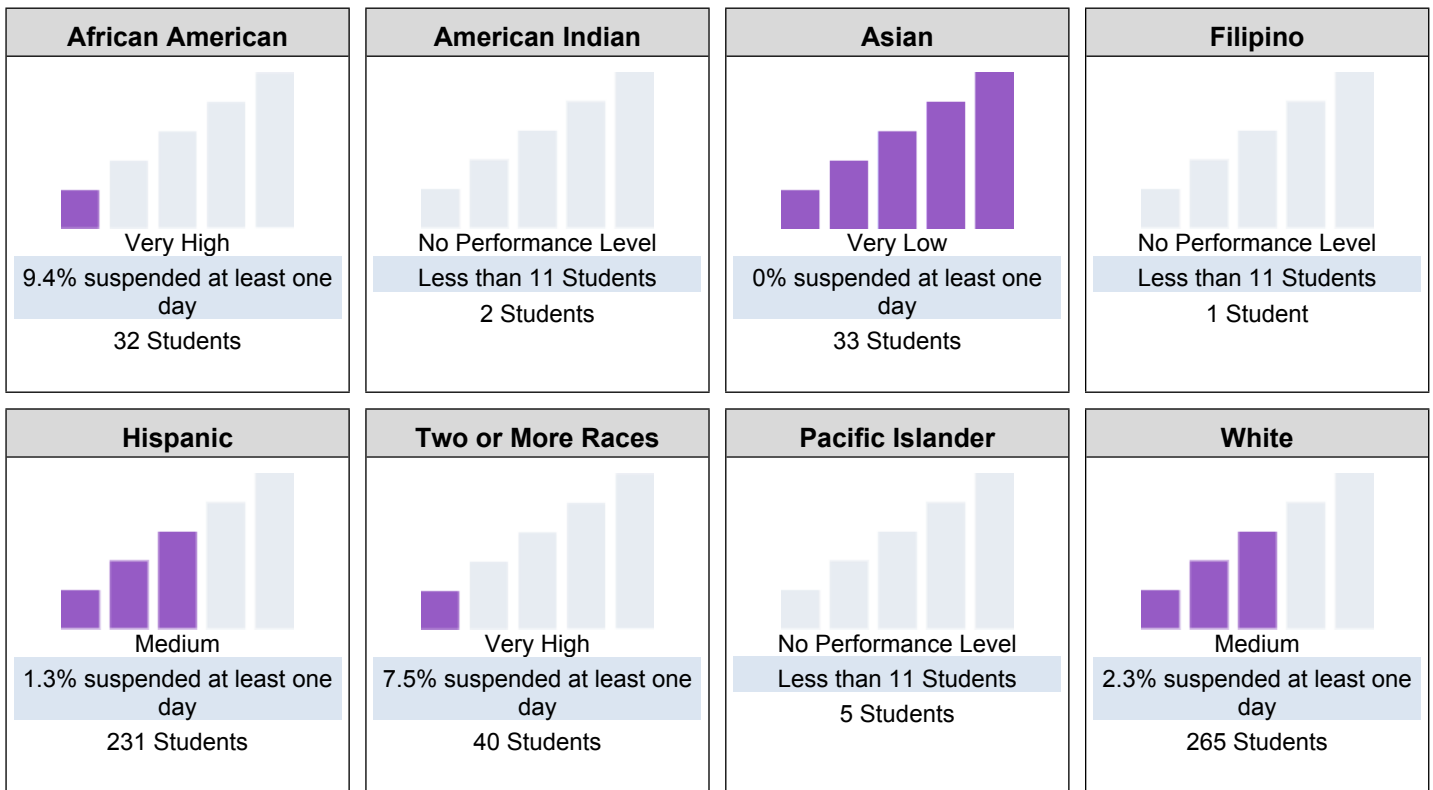 African American
Very High
9.4% suspended at least one
day
32 Students
American Indian
No Performance Level
Less than 11 Students
2 Students
Asian
Very Low
0% suspended at least one
day
33 Students
Filipino
No Performance Level
Less than 11 Students
1 Student
Hispanic
Medium
1.3% suspended at least one
day
231 Students
Two or More Races
Very High
7.5% suspended at least one
day
40 Students
Pacific Islander
No Performance Level
Less than 11 Students
5 Students
White
Medium
2.3% suspended at least one
day
265 Students